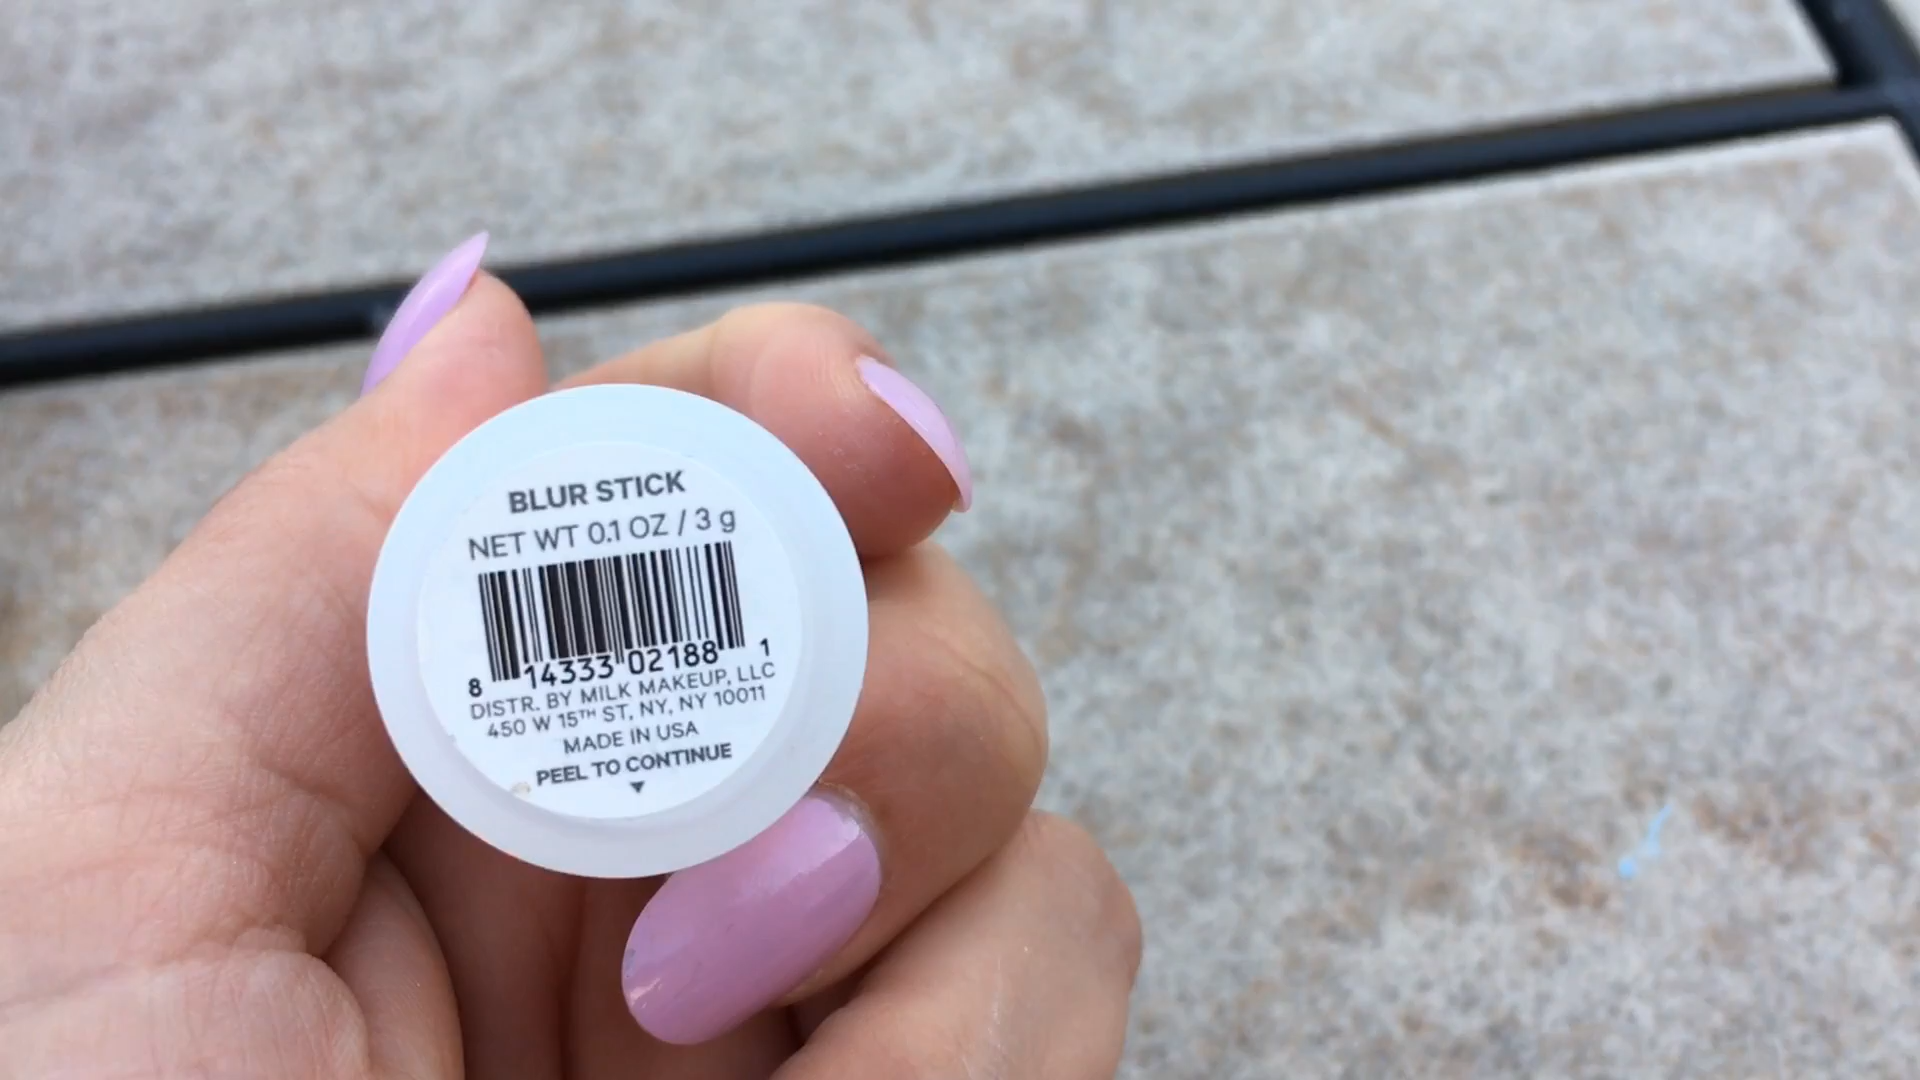 BLUR STICK
NET WT 0.1 OZ / 3 g
8 14333 02188 1
DISTR. BY MILK MAKEUP, LLC
450 W 15TH ST, NY, NY 10011
MADE IN USA
PEEL TO CONTINUE